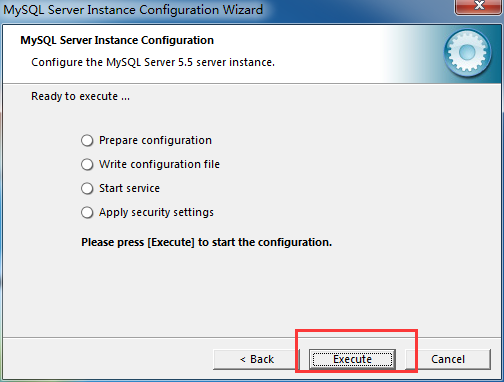 MySQL Server Instance Configuration Wizard
MySQL Server Instance Configuration
Configure the MySQL Server 5.5 server instance.
Ready to execute ...
Prepare configuration
Write configuration file
Start service
Apply security settings
Please press [Execute] to start the configuration.
< Back Execute Cancel